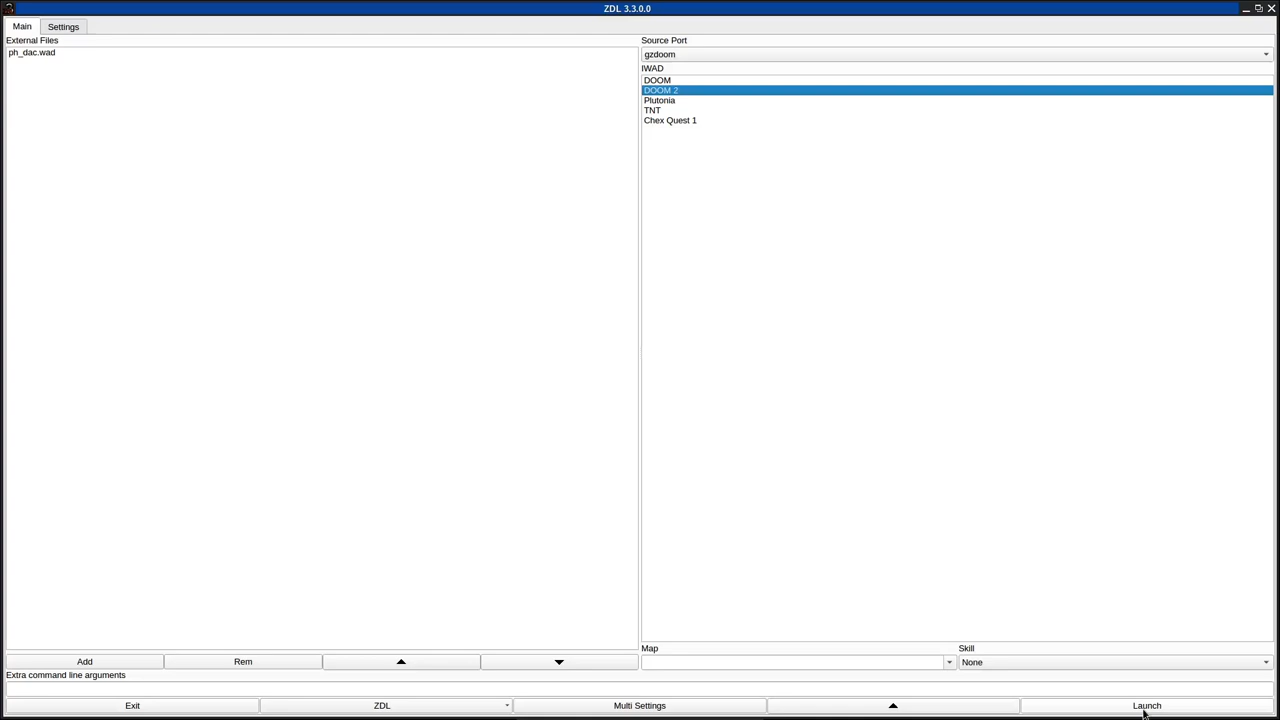 ZDL 3.3.0.0
Main
Settings
External Files
ph_dac.wad
Source Port
gzdoom
IWAD
DOOM
DOOM 2
Plutonia
TNT
Chex Quest 1
Add
Rem
Map
Skill
None
Extra command line arguments
Exit
ZDL
Multi Settings
Launch